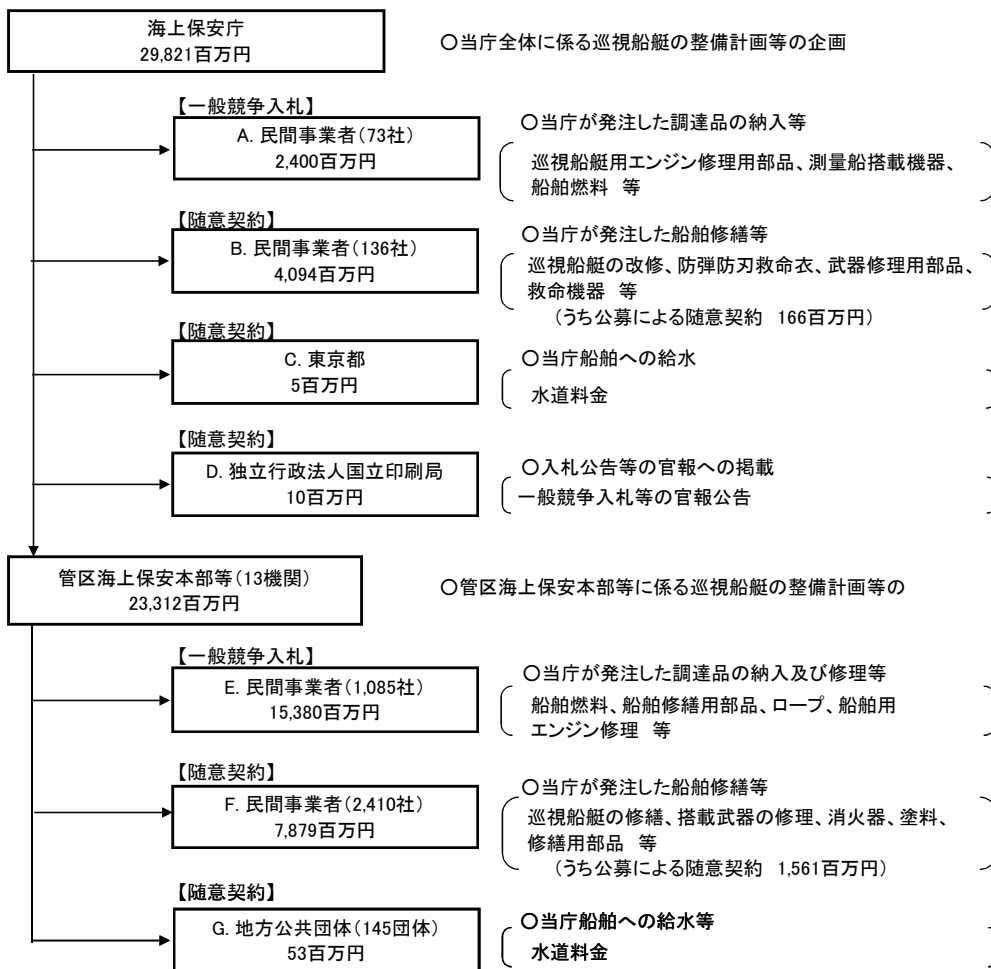 海上保安庁
29,821百万円
〇当庁全体に係る巡視船艇の整備計画等の企画
【一般競争入札】
A. 民間事業者（73社）
2,400百万円
〇当庁が発注した調達品の納入等
巡視船艇用エンジン修理用部品、測量船搭載機器、
船舶燃料 等
【随意契約】
B. 民間事業者（136社）
4,094百万円
〇当庁が発注した船舶修繕等
巡視船艇の改修、防弾防刃救命衣、武器修理用部品、
救命機器 等
（うち公募による随意契約 166百万円）
【随意契約】
C. 東京都
5百万円
〇当庁船舶への給水
水道料金
【随意契約】
D. 独立行政法人国立印刷局
10百万円
〇入札公告等の官報への掲載
一般競争入札等の官報公告
管区海上保安本部等（13機関）
23,312百万円
〇管区海上保安本部等に係る巡視船艇の整備計画等の
【一般競争入札】
E. 民間事業者（1,085社）
15,380百万円
〇当庁が発注した調達品の納入及び修理等
船舶燃料、船舶修繕用部品、ロープ、船舶用
エンジン修理 等
【随意契約】
F. 民間事業者（2,410社）
7,879百万円
〇当庁が発注した船舶修繕等
巡視船艇の修繕、搭載武器の修理、消火器、塗料、
修繕用部品 等
（うち公募による随意契約 1,561百万円）
【随意契約】
G. 地方公共団体（145団体）
53百万円
〇当庁船舶への給水等
水道料金